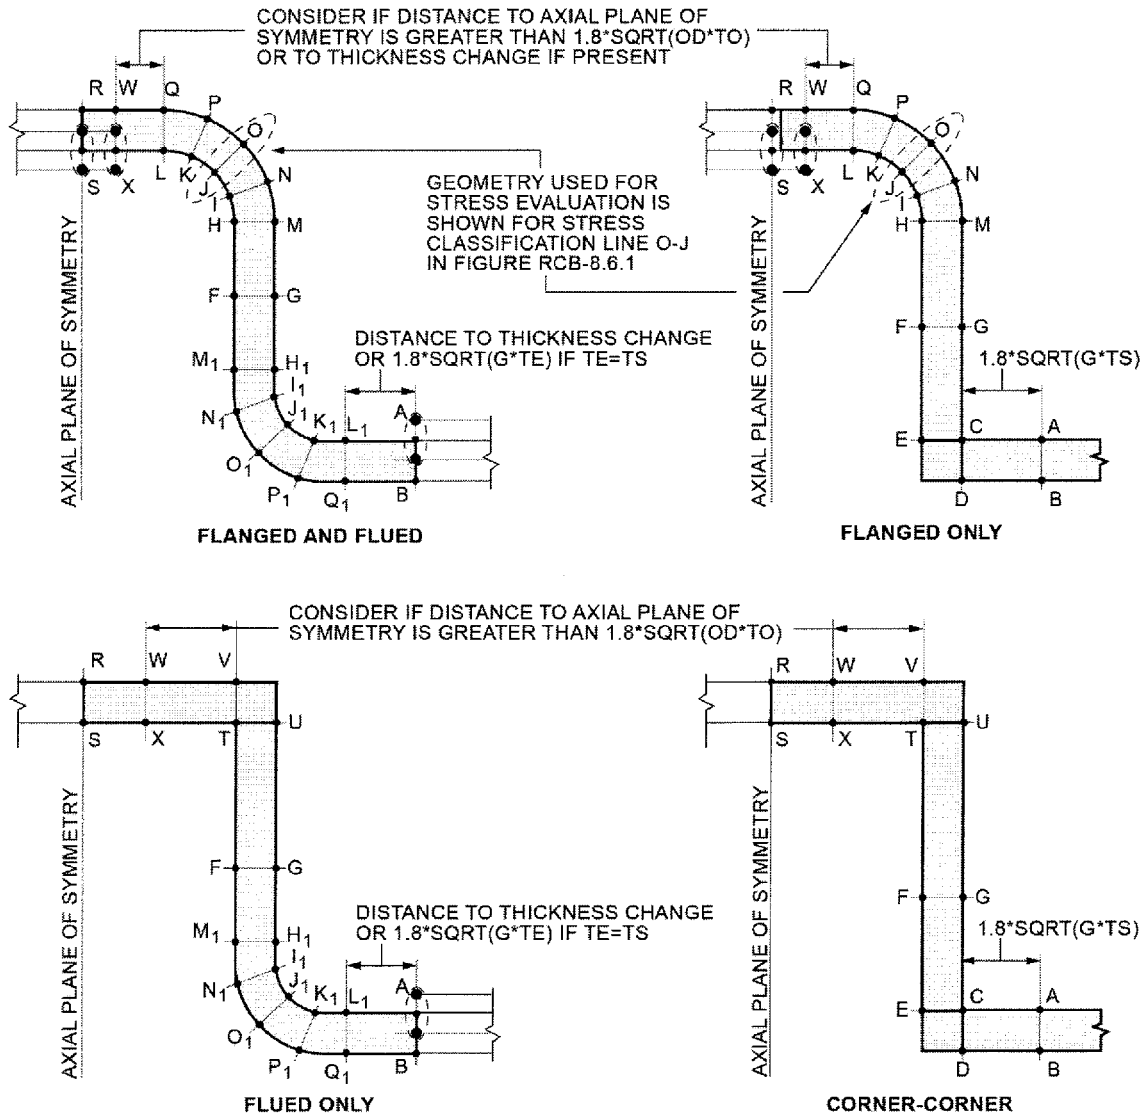 CONSIDER IF DISTANCE TO AXIAL PLANE OF
SYMMETRY IS GREATER THAN 1.8*SQRT(OD*TO)
OR TO THICKNESS CHANGE IF PRESENT
R W Q
P
O
N
S X L K J I
H M
F G
M1 H1
I1
J1
N1 K1 L1 A
O1
P1 Q1 B
AXIAL PLANE OF SYMMETRY
GEOMETRY USED FOR
STRESS EVALUATION IS
SHOWN FOR STRESS
CLASSIFICATION LINE O-J
IN FIGURE RCB-8.6.1
DISTANCE TO THICKNESS CHANGE
OR 1.8*SQRT(G*TE) IF TE=TS
FLANGED AND FLUED
R W Q
P
O
N
S X L K J I
H M
F G
1.8*SQRT(G*TS)
E C A
D B
AXIAL PLANE OF SYMMETRY
FLANGED ONLY
CONSIDER IF DISTANCE TO AXIAL PLANE OF
SYMMETRY IS GREATER THAN 1.8*SQRT(OD*TO)
R W V
U
S X T
F G
M1 H1
I1
J1
N1 K1 L1 A
O1
P1 Q1 B
AXIAL PLANE OF SYMMETRY
DISTANCE TO THICKNESS CHANGE
OR 1.8*SQRT(G*TE) IF TE=TS
FLUED ONLY
R W V
U
S X T
F G
1.8*SQRT(G*TS)
E C A
D B
AXIAL PLANE OF SYMMETRY
CORNER-CORNER